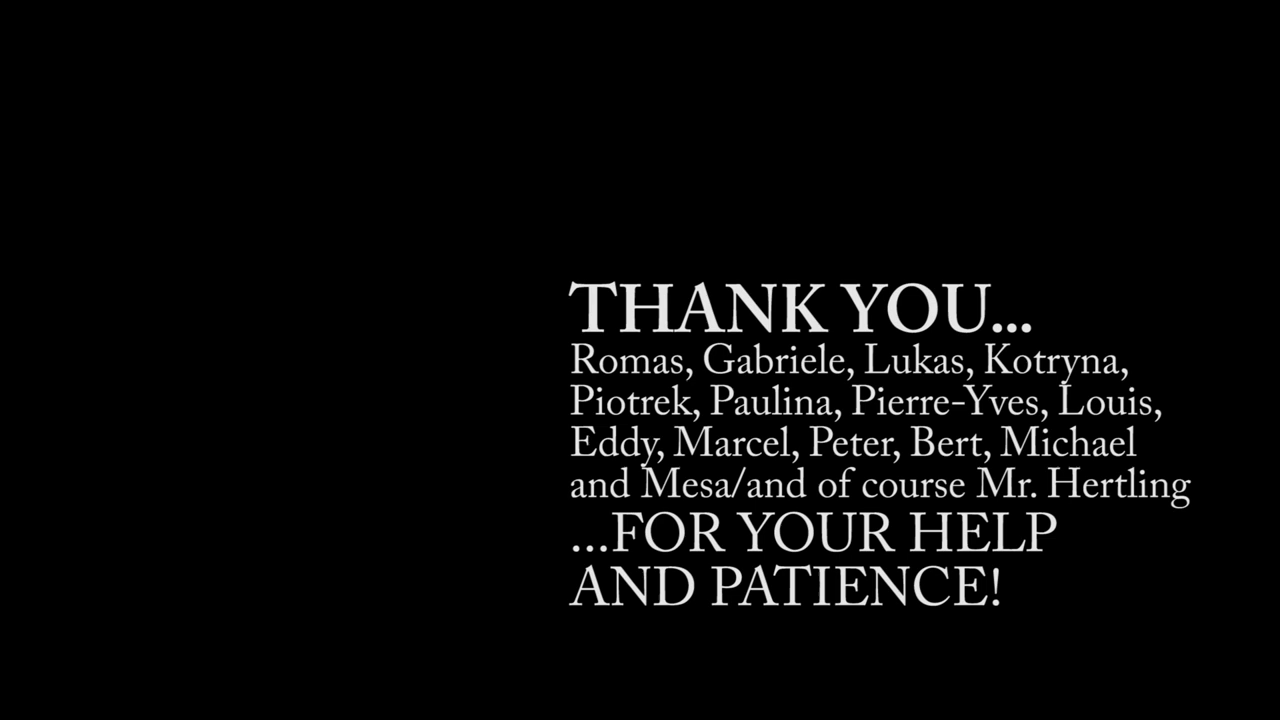 THANK YOU...
Romas, Gabriele, Lukas, Kotryna,
Piotrek, Paulina, Pierre-Yves, Louis,
Eddy, Marcel, Peter, Bert, Michael
and Mesa/and of course Mr. Hertling
...FOR YOUR HELP
AND PATIENCE!